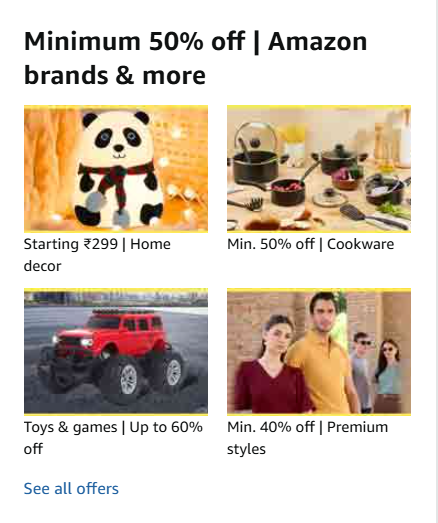 Minimum 50% off | Amazon
brands & more
Starting ₹299 | Home
decor
Min. 50% off | Cookware
Toys & games | Up to 60%
off
Min. 40% off | Premium
styles
See all offers